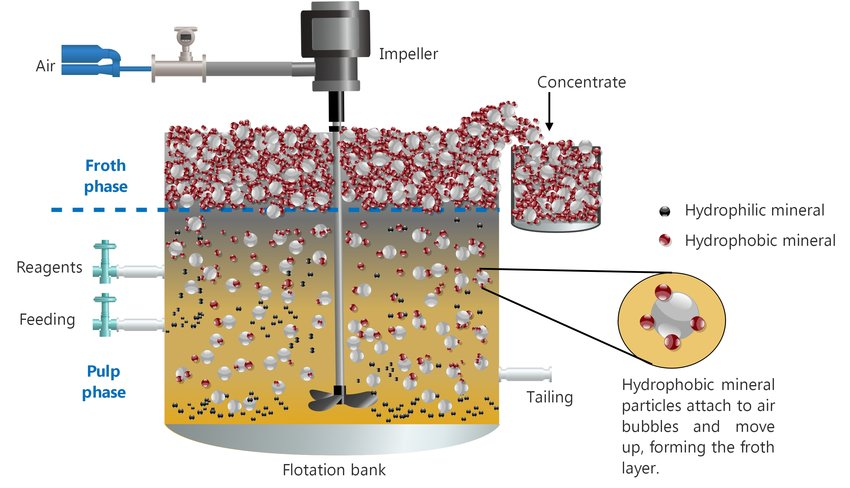 Air
Impeller
Concentrate
Froth
phase
Hydrophilic mineral
Hydrophobic mineral
Reagents
Feeding
Pulp
phase
Tailing
Hydrophobic mineral
particles attach to air
bubbles and move
up, forming the froth
layer.
Flotation bank